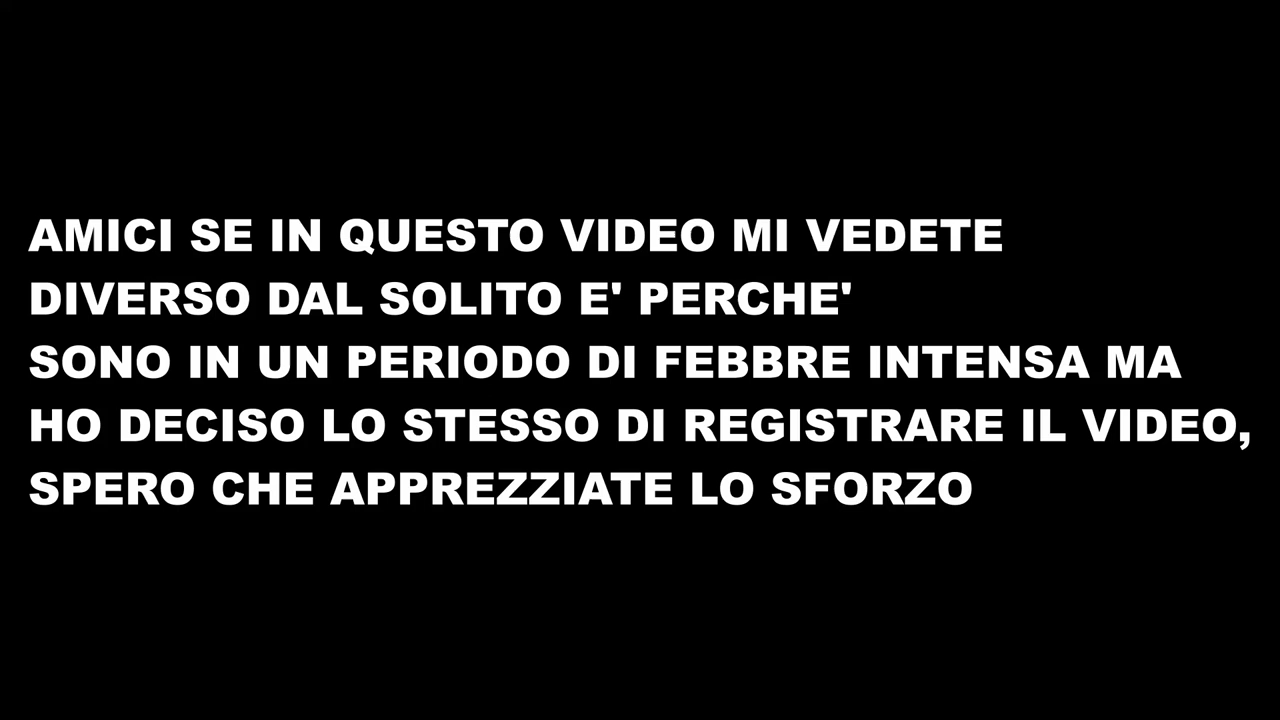 AMICI SE IN QUESTO VIDEO MI VEDETE
DIVERSO DAL SOLITO E' PERCHE'
SONO IN UN PERIODO DI FEBBRE INTENSA MA
HO DECISO LO STESSO DI REGISTRARE IL VIDEO,
SPERO CHE APPREZZIATE LO SFORZO